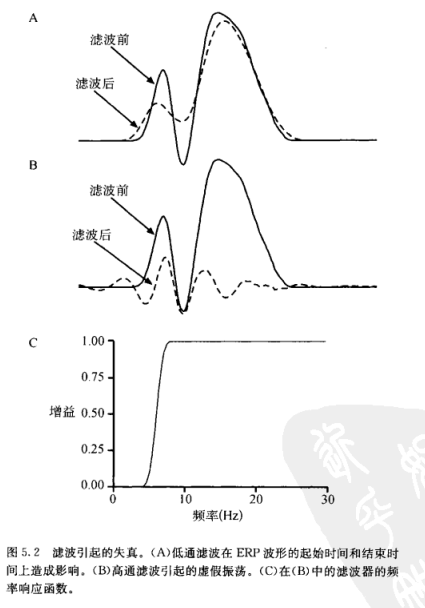 A
滤波前
滤波后
B
滤波前
滤波后
C
1.00
0.75
增益 0.50
0.25
0.00
0 10 20 30
频率(Hz)
图 5.2 滤波引起的失真。(A)低通滤波在 ERP 波形的起始时间和结束时
间上造成影响。(B)高通滤波引起的虚假振荡。(C)在(B)中的滤波器的频
率响应函数。